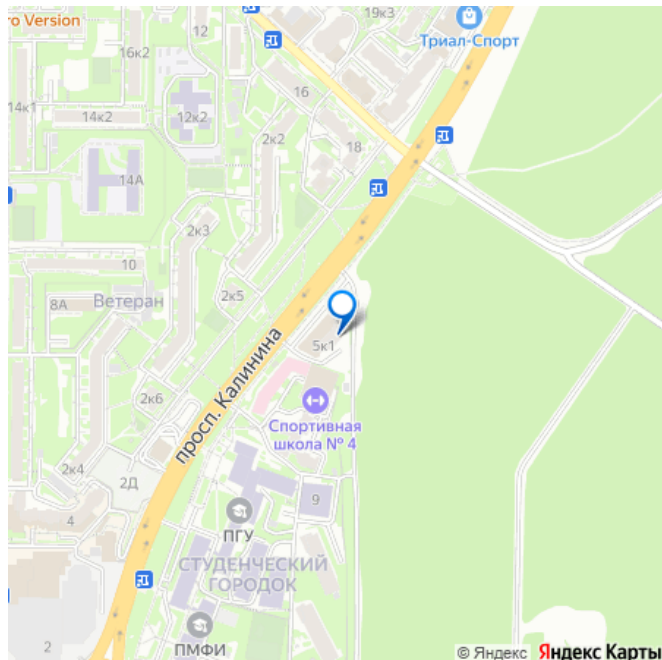 ro Version
12
19к3
Триал-Спорт
16к2
16
14к1
14к2
12к2
2к2
18
14А
2к3
10
8А
Ветеран
2к5
5к1
просп. Калинина
2к6
Спортивная
школа № 4
2к4
2Д
9
4
ПГУ
СТУДЕНЧЕСКИЙ
ГОРОДОК
2
ПМФИ
© Яндекс Яндекс Карты